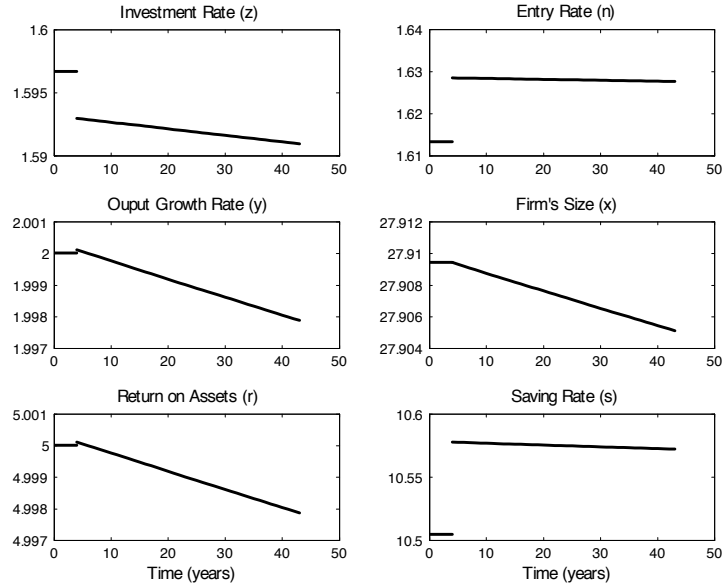 Investment Rate (z)
1.6
1.595
1.59
0 10 20 30 40 50
Entry Rate (n)
1.64
1.63
1.62
1.61
0 10 20 30 40 50
Ouput Growth Rate (y)
2.001
2
1.999
1.998
1.997
0 10 20 30 40 50
Firm's Size (x)
27.912
27.91
27.908
27.906
27.904
0 10 20 30 40 50
Return on Assets (r)
5.001
5
4.999
4.998
4.997
0 10 20 30 40 50
Time (years)
Saving Rate (s)
10.6
10.55
10.5
0 10 20 30 40 50
Time (years)